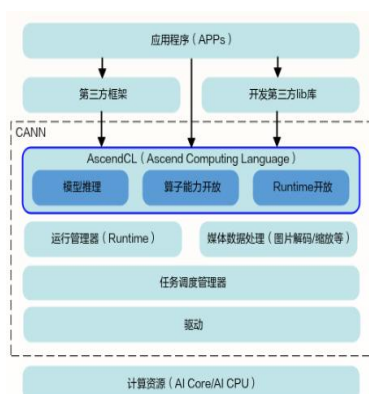 应用程序（APPs）
第三方框架
开发第三方lib库
CANN
AscendCL（Ascend Computing Language）
模型推理
算子能力开放
Runtime开放
运行管理器（Runtime）
媒体数据处理（图片解码/缩放等）
任务调度管理器
驱动
计算资源（AI Core/AI CPU）